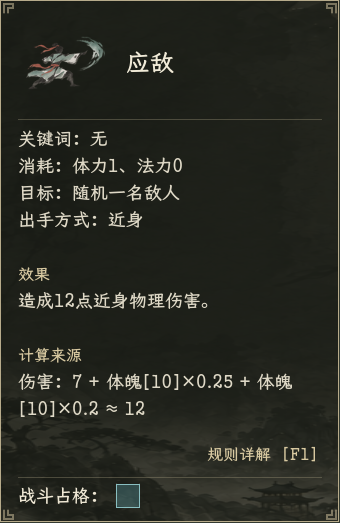 应敌
关键词: 无
消耗: 体力1、法力0
目标: 随机一名敌人
出手方式: 近身
效果
造成12点近身物理伤害。
计算来源
伤害: 7 + 体魄[10]×0.25 + 体魄
[10]×0.2 ≈ 12
规则详解 [F1]
战斗占格: